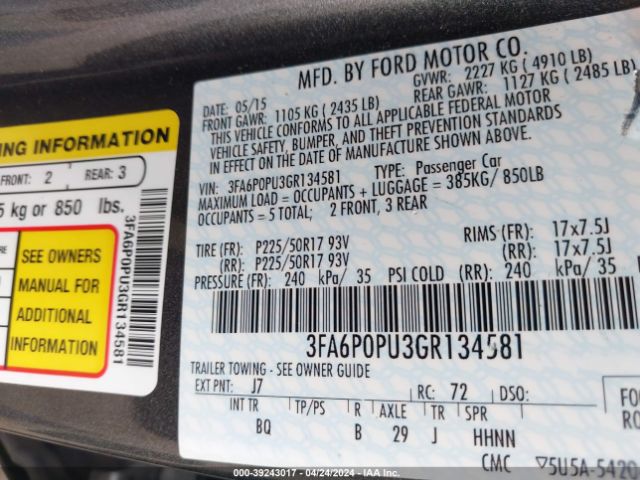 MFD. BY FORD MOTOR CO.
DATE: 05/15 GVWR: 2227 KG ( 4910 LB)
FRONT GAWR: 1105 KG ( 2435 LB) REAR GAWR: 1127 KG ( 2485 LB)
THIS VEHICLE CONFORMS TO ALL APPLICABLE FEDERAL MOTOR
VEHICLE SAFETY, BUMPER, AND THEFT PREVENTION STANDARDS
IN EFFECT ON THE DATE OF MANUFACTURE SHOWN ABOVE.
VIN: 3FA6P0PU3GR134581 TYPE: Passenger Car
MAXIMUM LOAD = OCCUPANTS + LUGGAGE = 385KG/ 850LB
OCCUPANTS = 5 TOTAL; 2 FRONT, 3 REAR
TIRE (FR): P225/50R17 93V RIMS (FR): 17x7.5J
(RR): P225/50R17 93V (RR): 17x7.5J
PRESSURE (FR): 240 kPa/ 35 PSI COLD (RR): 240 kPa/ 35
3FA6P0PU3GR134581
TRAILER TOWING - SEE OWNER GUIDE
EXT PNT: J7 RC: 72 DSO:
INT TR TP/PS R AXLE TR SPR
BQ B 29 J HHNN
CMC 5U5A-5420
FRONT: 2 REAR: 3
kg or 850 lbs.
SEE OWNERS
MANUAL FOR
ADDITIONAL
INFORMATION
3FA6P0PU3GR134581
INFORMATION
000-39243017 - 04/24/2024 - IAAI.COM